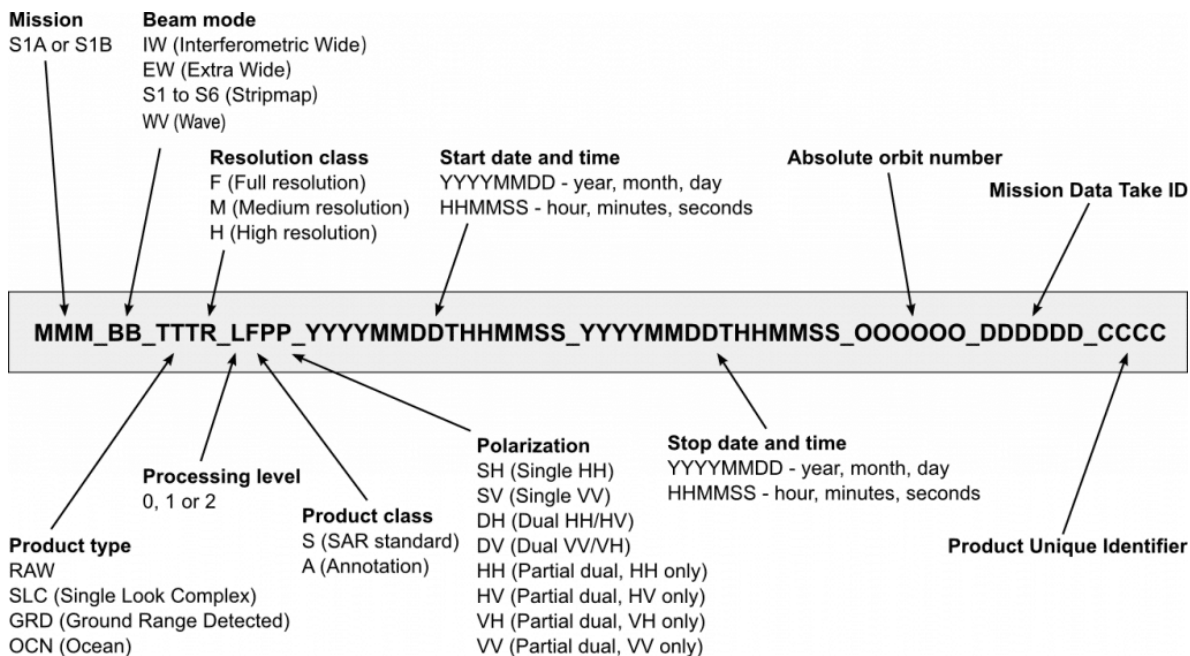 Mission
S1A or S1B
Beam mode
IW (Interferometric Wide)
EW (Extra Wide)
S1 to S6 (Stripmap)
WV (Wave)
Resolution class
F (Full resolution)
M (Medium resolution)
H (High resolution)
Start date and time
YYYYMMDD - year, month, day
HHMMSS - hour, minutes, seconds
Absolute orbit number
Mission Data Take ID
MMM_BB_TTTR_LFPP_YYYYMMDDTHHMMSS_YYYYMMDDTHHMMSS_OOOOOO_DDDDDD_CCCC
Product type
RAW
SLC (Single Look Complex)
GRD (Ground Range Detected)
OCN (Ocean)
Processing level
0, 1 or 2
Product class
S (SAR standard)
A (Annotation)
Polarization
SH (Single HH)
SV (Single VV)
DH (Dual HH/HV)
DV (Dual VV/VH)
HH (Partial dual, HH only)
HV (Partial dual, HV only)
VH (Partial dual, VH only)
VV (Partial dual, VV only)
Stop date and time
YYYYMMDD - year, month, day
HHMMSS - hour, minutes, seconds
Product Unique Identifier